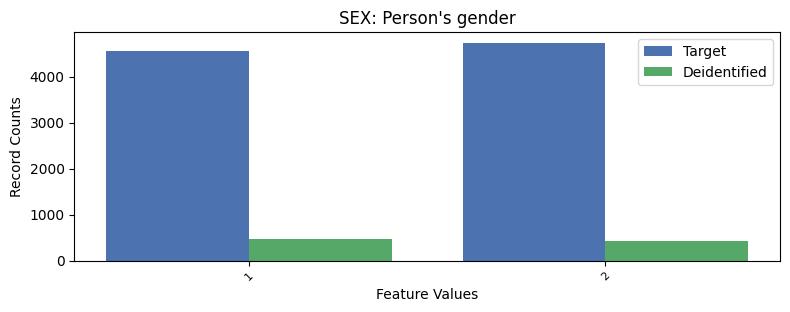 SEX: Person's gender
Target
Deidentified
Record Counts
4000
3000
2000
1000
0
1
2
Feature Values